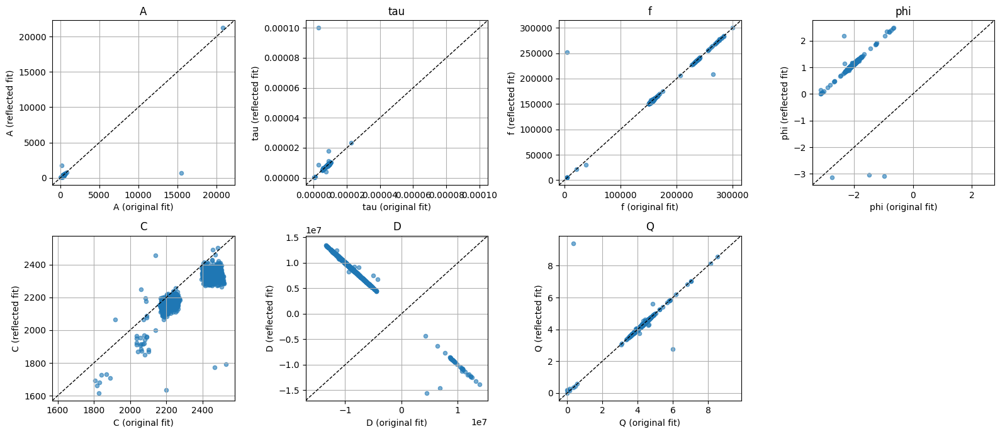 A
20000
15000
10000
5000
0
A (reflected fit)
0 5000 10000 15000 20000
A (original fit)
tau
0.00010
0.00008
0.00006
0.00004
0.00002
0.00000
tau (reflected fit)
0.00000 0.00002 0.00004 0.00006 0.00008 0.00010
tau (original fit)
f
300000
250000
200000
150000
100000
50000
0
f (reflected fit)
0 100000 200000 300000
f (original fit)
phi
2
1
0
−1
−2
−3
phi (reflected fit)
−2 0 2
phi (original fit)
C
2400
2200
2000
1800
1600
C (reflected fit)
1600 1800 2000 2200 2400
C (original fit)
D
1e7
1.5
1.0
0.5
0.0
−0.5
−1.0
−1.5
D (reflected fit)
−1 0 1
1e7
D (original fit)
Q
8
6
4
2
0
Q (reflected fit)
0 2 4 6 8
Q (original fit)